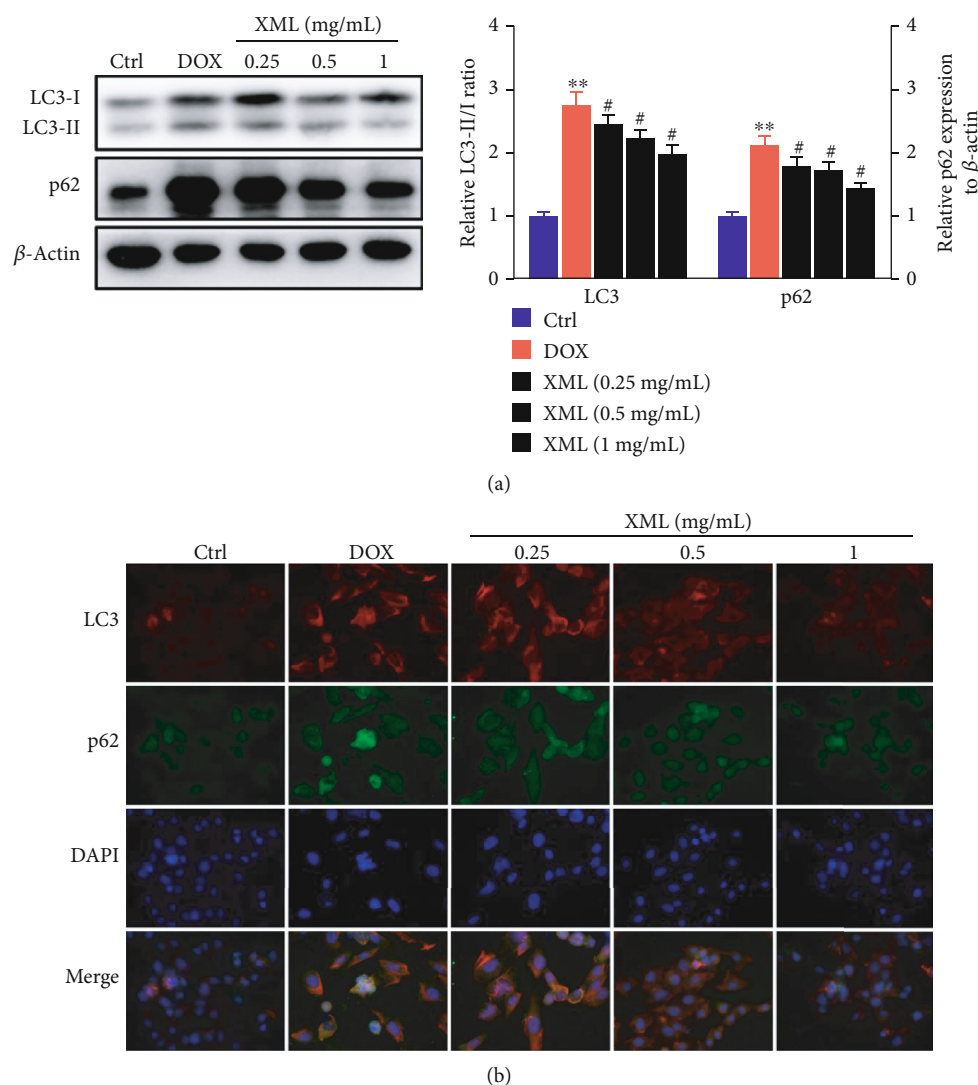 XML (mg/mL)
Ctrl DOX 0.25 0.5 1
LC3-I
LC3-II
p62
β-Actin
Relative LC3-II/I ratio
4
3
2
1
0
** # # #
** # # #
LC3 p62
4
3
2
1
0
Relative p62 expression
to β-actin
Ctrl
DOX
XML (0.25 mg/mL)
XML (0.5 mg/mL)
XML (1 mg/mL)
(a)
XML (mg/mL)
Ctrl DOX 0.25 0.5 1
LC3
p62
DAPI
Merge
(b)